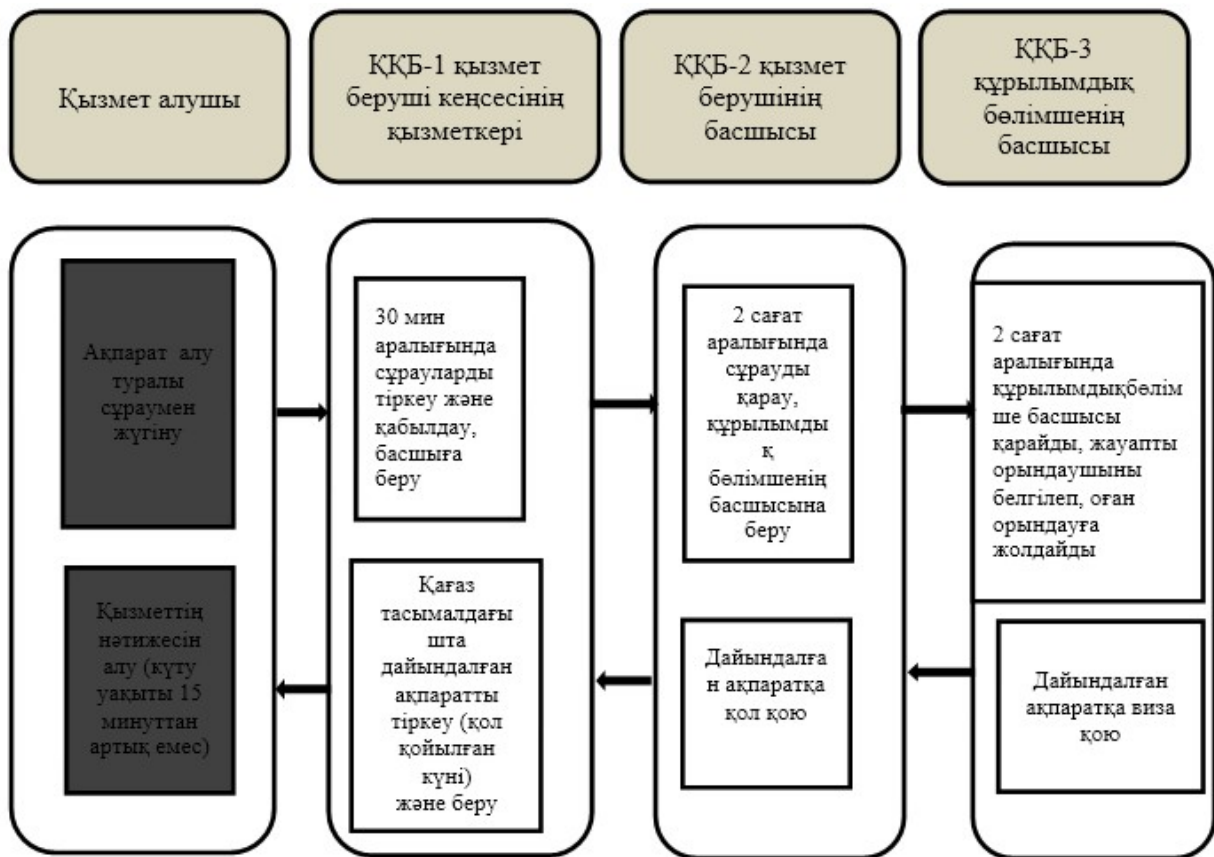 Қызмет алушы
ҚҚБ-1 қызмет
беруші кеңсесінің
қызметкері
ҚҚБ-2 қызмет
берушінің
басшысы
ҚҚБ-3
құрылымдық
бөлімшенің
басшысы
Ақпарат алу
туралы
сұраумен
жүгіну
30 мин
аралығында
сұрауларды
тіркеу және
қабылдау,
басшыға
беру
2 сағат
аралығында
сұрауды
қарау,
құрылымды
қ
бөлімшенің
басшысына
беру
2 сағат
аралығында
құрылымдықбөлім
ше басшысы
қарайды, жауапты
орындаушыны
белгілеп, оған
орындауға
жолдайды
Қызметтің
нәтижесін
алу (күту
уақыты 15
минуттан
артық емес)
Қағаз
тасымалдағы
шта
дайындалған
ақпаратты
тіркеу (қол
қойылған
күні)
және беру
Дайындалға
н ақпаратқа
қол қою
Дайындалған
ақпаратқа виза
қою